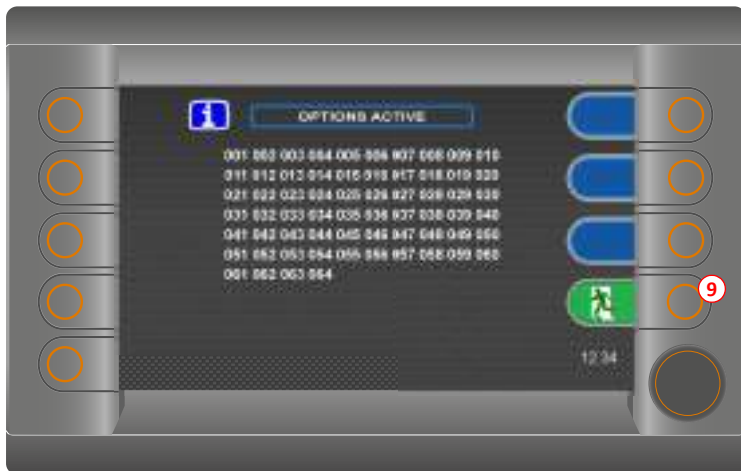 i OPTIONS ACTIVE
001 002 003 004 005 006 007 008 009 010
011 012 013 014 015 016 017 018 019 020
021 022 023 024 025 026 027 028 029 030
031 032 033 034 035 036 037 038 039 040
041 042 043 044 045 046 047 048 049 050
051 052 053 054 055 056 057 058 059 060
061 062 063 064
9
12:34